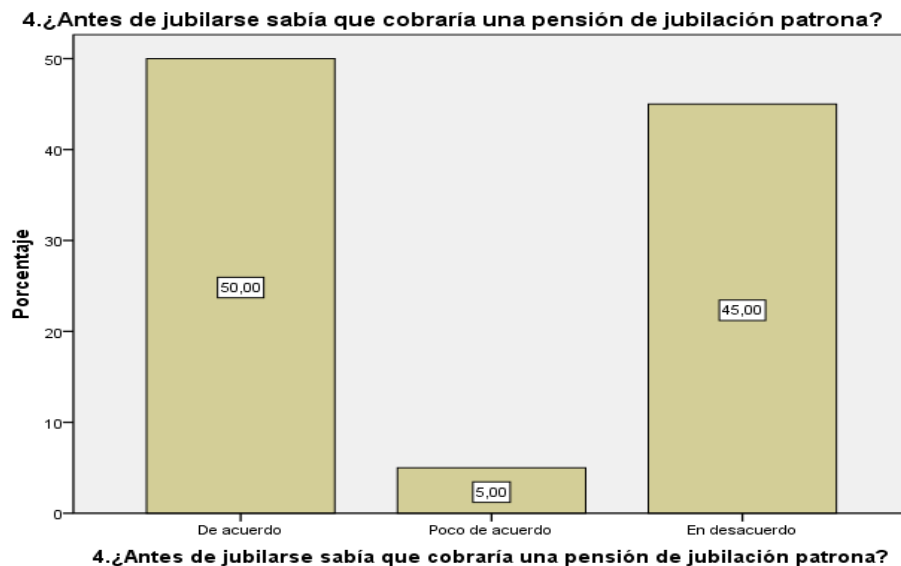 4.¿Antes de jubilarse sabía que cobraría una pensión de jubilación patrona?
50
40
30
20
10
0
Porcentaje
50,00
5,00
45,00
De acuerdo
Poco de acuerdo
En desacuerdo
4.¿Antes de jubilarse sabía que cobraría una pensión de jubilación patrona?